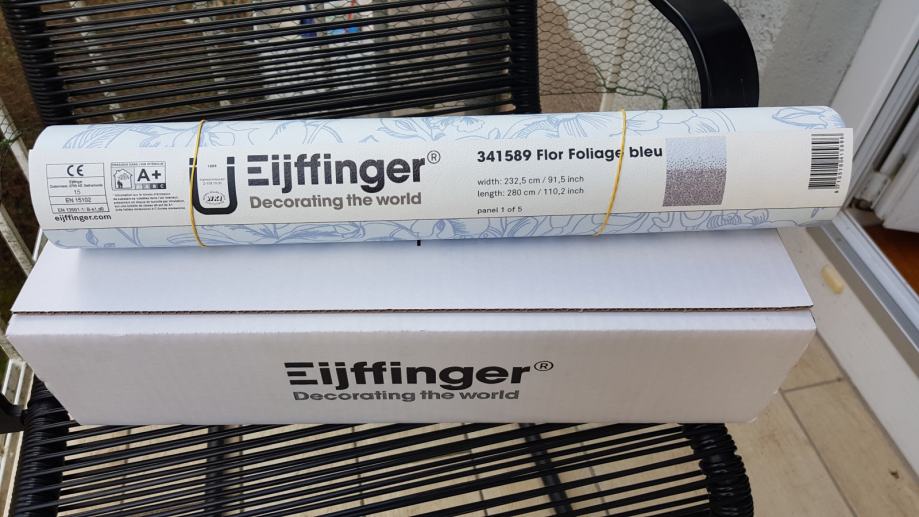 CE
15
EN 15102
eijffinger.com
A+
Eijffinger®
Decorating the world
341589 Flor Foliage bleu
width: 232,5 cm / 91,5 inch
length: 280 cm / 110,2 inch
panel 1 of 5
Eijffinger®
Decorating the world